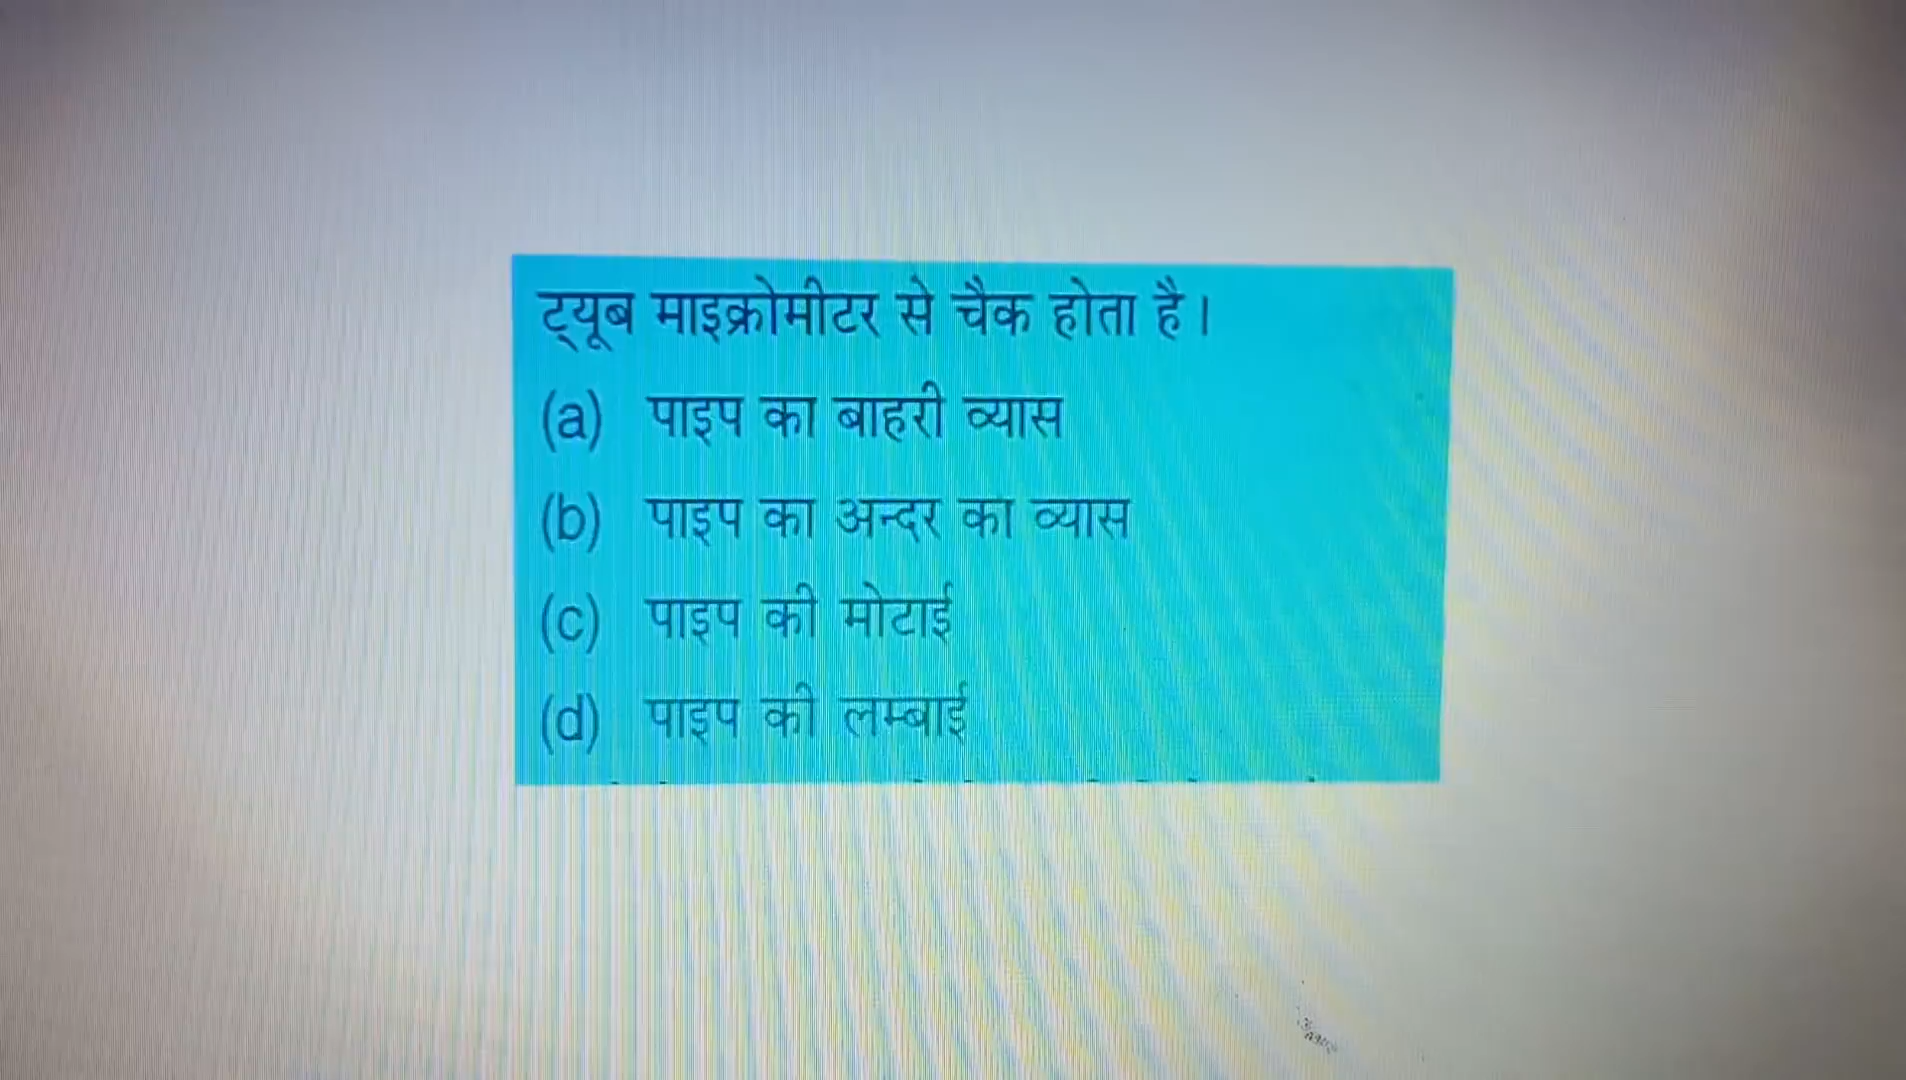 ट्यूब माइक्रोमीटर से चैक होता है।
(a) पाइप का बाहरी व्यास
(b) पाइप का अन्दर का व्यास
(c) पाइप की मोटाई
(d) पाइप की लम्बाई